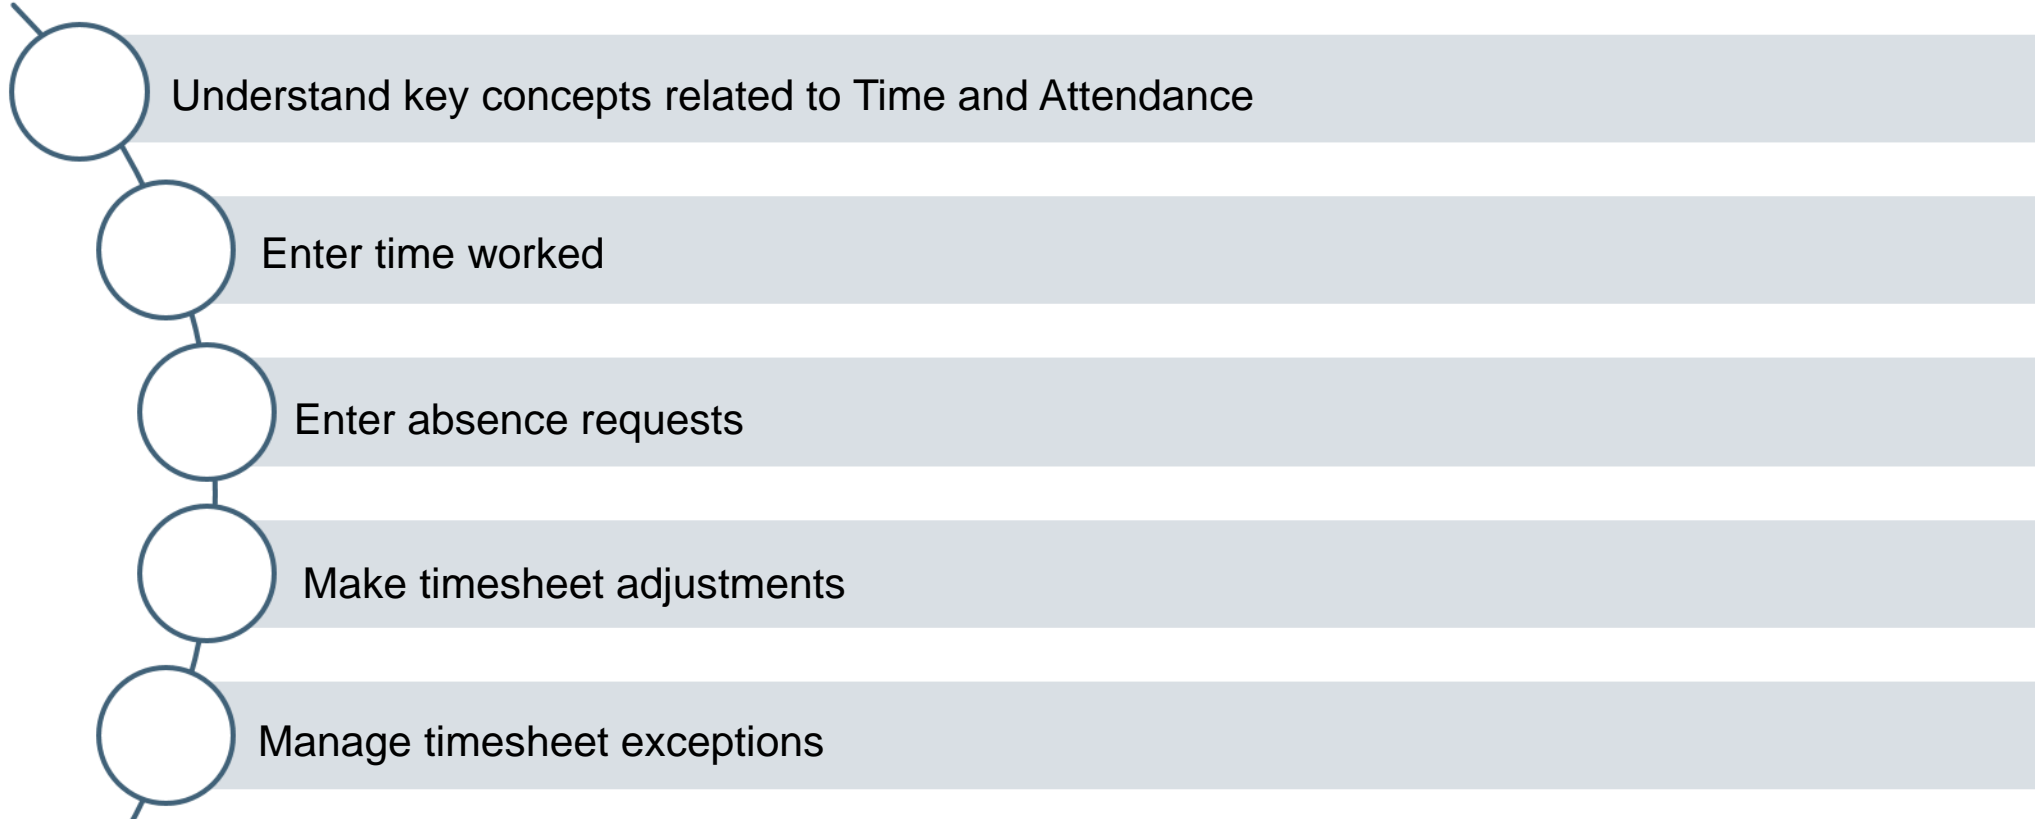 Understand key concepts related to Time and Attendance
Enter time worked
Enter absence requests
Make timesheet adjustments
Manage timesheet exceptions